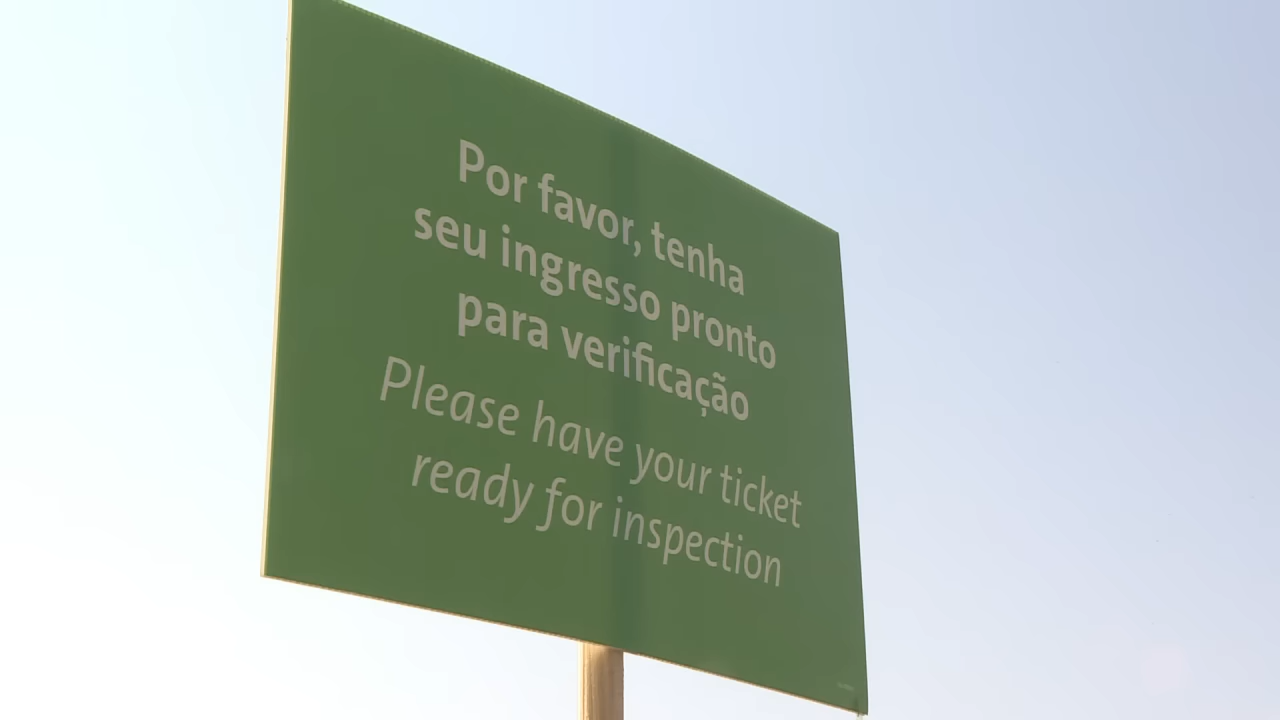 Por favor, tenha
seu ingresso pronto
para verificação
Please have your ticket
ready for inspection